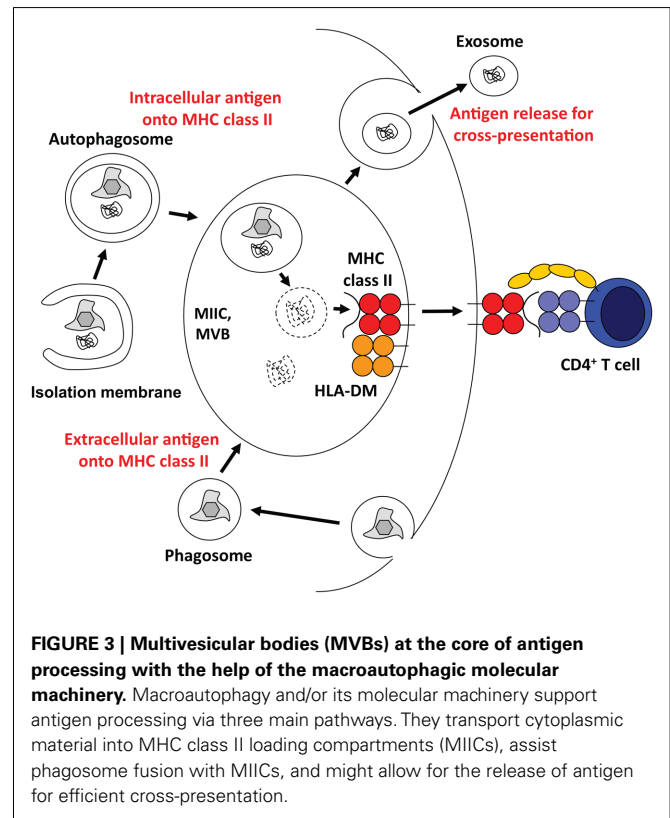 Exosome
Intracellular antigen
onto MHC class II
Antigen release for
cross-presentation
Autophagosome
MHC
class II
MIIC,
MVB
CD4⁺ T cell
HLA-DM
Isolation membrane
Extracellular antigen
onto MHC class II
Phagosome
FIGURE 3 | Multivesicular bodies (MVBs) at the core of antigen
processing with the help of the macroautophagic molecular
machinery. Macroautophagy and/or its molecular machinery support
antigen processing via three main pathways. They transport cytoplasmic
material into MHC class II loading compartments (MIICs), assist
phagosome fusion with MIICs, and might allow for the release of antigen
for efficient cross-presentation.